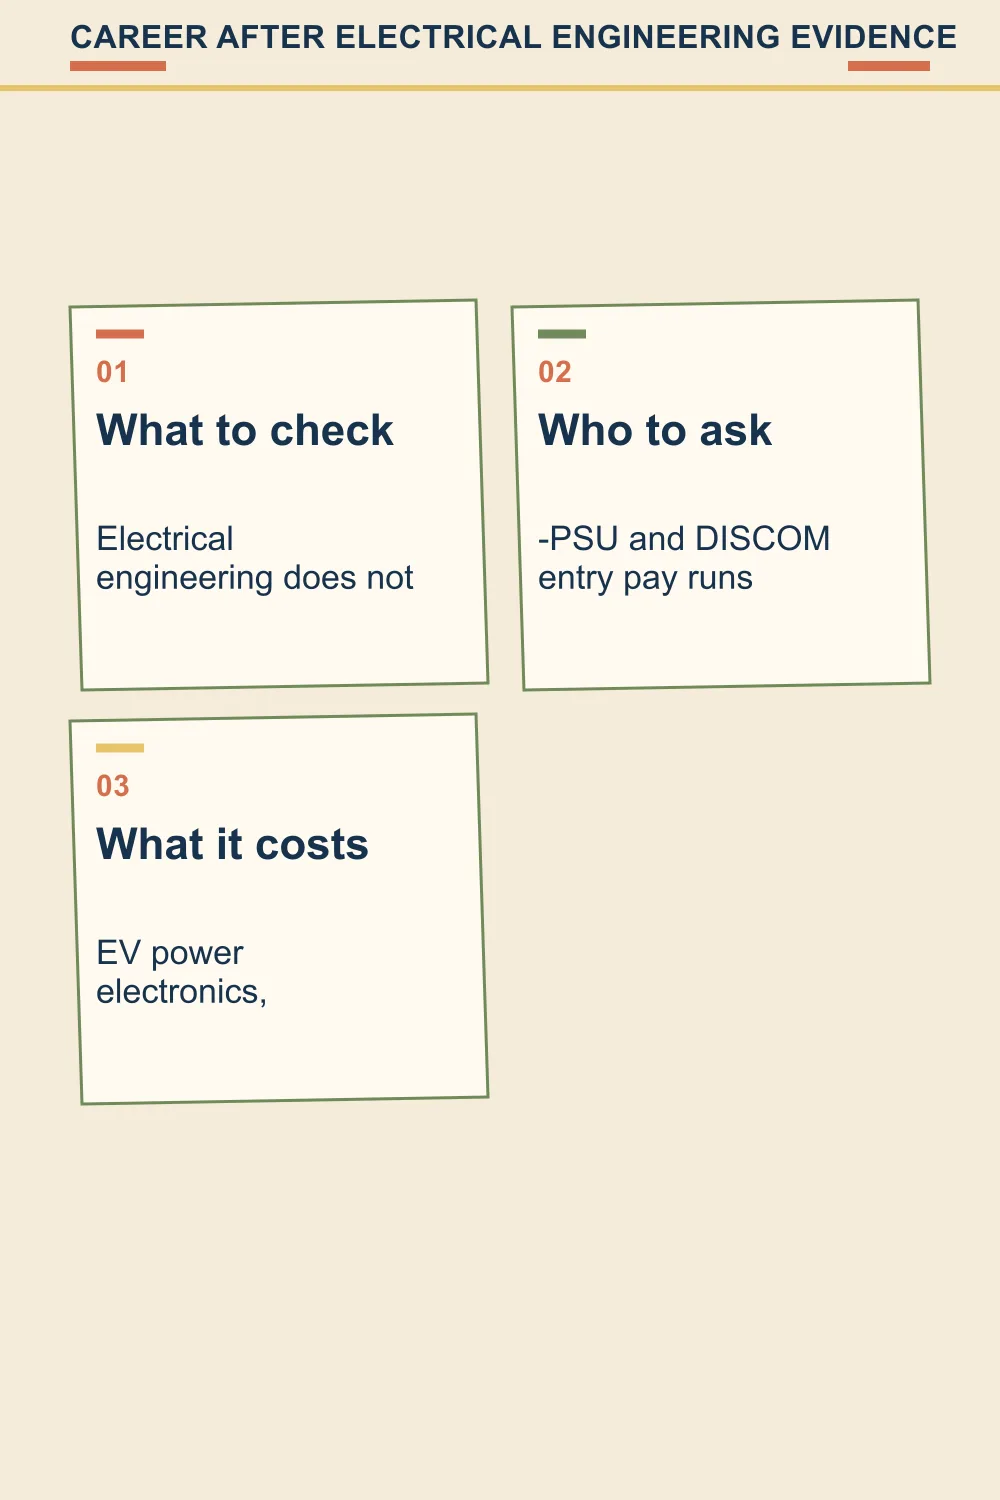 CAREER AFTER ELECTRICAL ENGINEERING EVIDENCE
01
What to check
Electrical
engineering does not
02
Who to ask
-PSU and DISCOM
entry pay runs
03
What it costs
EV power
electronics,